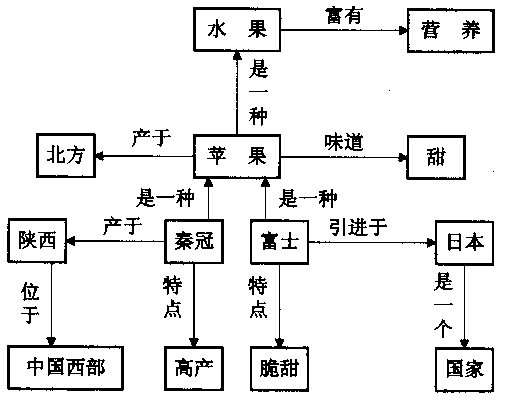 水 果
富有
营 养
是一种
北方
产于
苹 果
味道
甜
是一种
是一种
陕西
产于
秦冠
富士
引进于
日本
位于
特点
特点
是一个
中国西部
高产
脆甜
国家